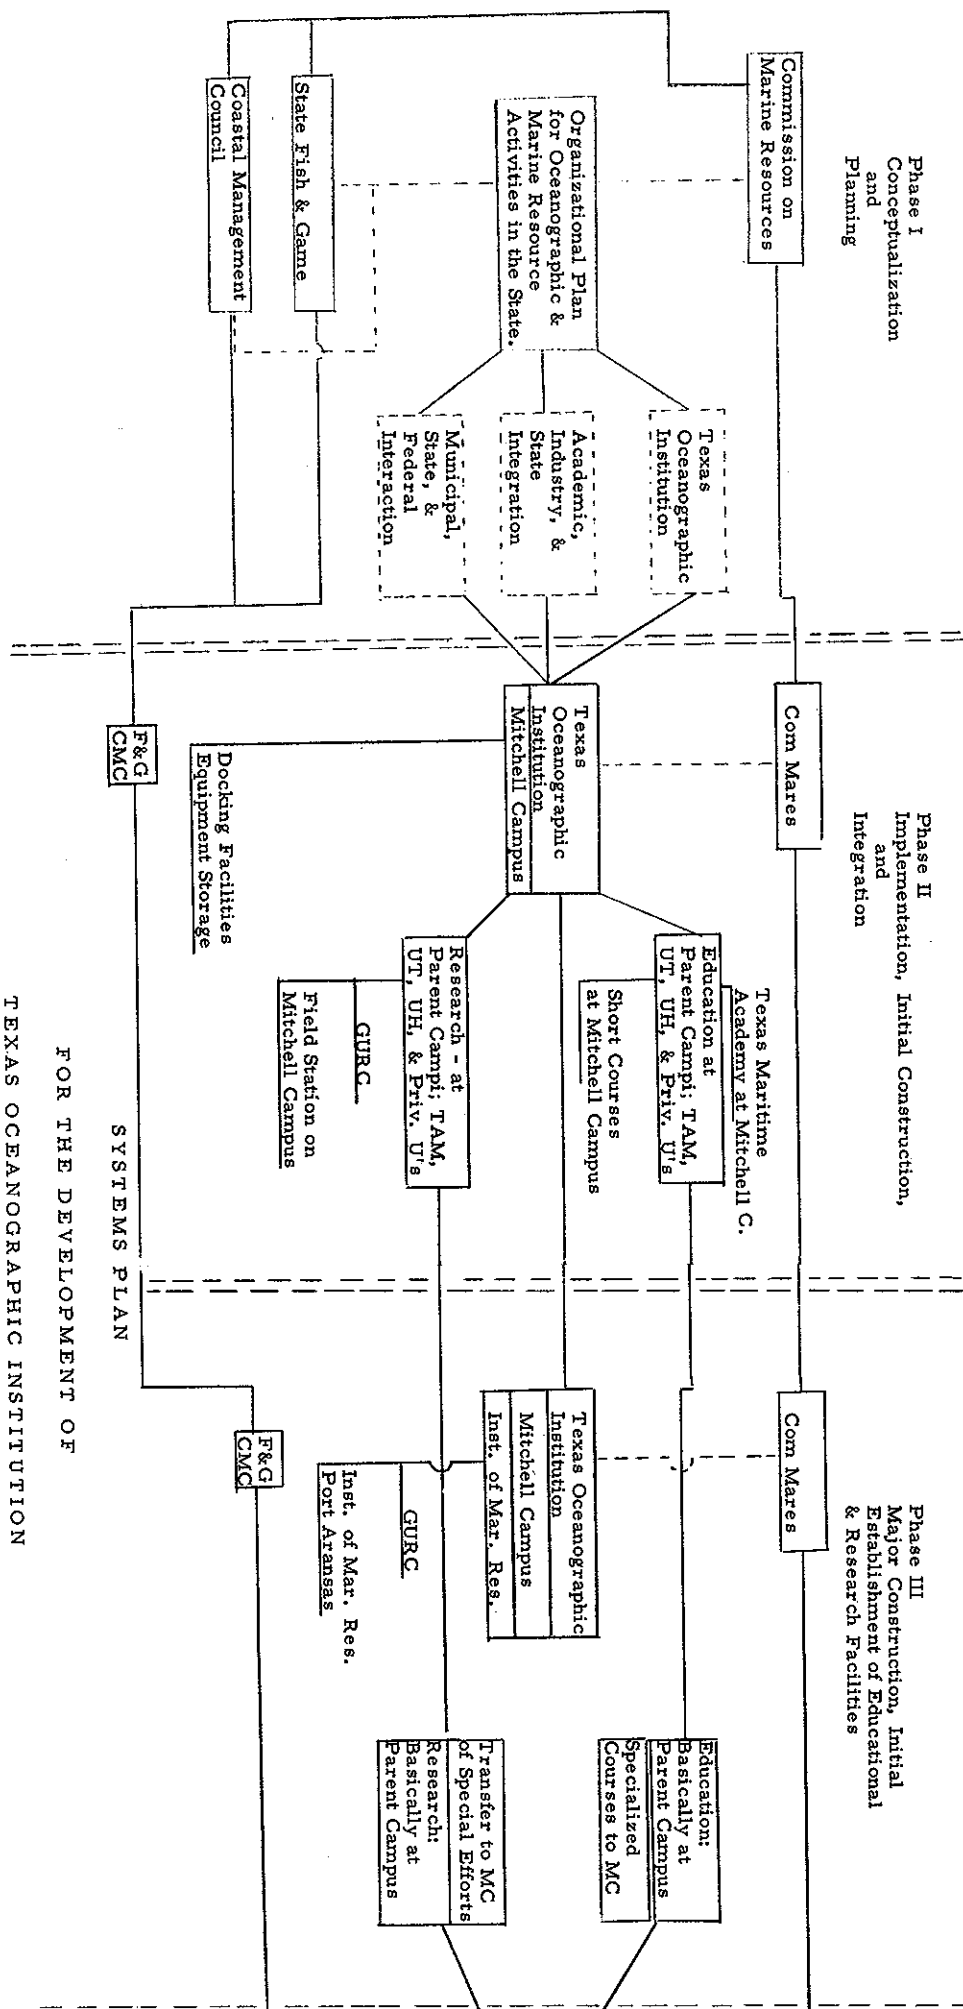 Phase I
Conceptualization
and
Planning
Commission on
Marine Resources
Organizational Plan
for Oceanographic &
Marine Resource
Activities in the State.
State Fish & Game
Coastal Management
Council
Texas
Oceanographic
Institution
Academic,
Industry, &
State
Integration
Municipal,
State, &
Federal
Interaction
Phase II
Implementation, Initial Construction,
and
Integration
Com Mares
Texas
Oceanographic
Institution
Mitchell Campus
Docking Facilities
Equipment Storage
F&G
CMC
Texas Maritime
Academy at Mitchell C.
Education at
Parent Campi; TAM,
UT, UH, & Priv. U's
Short Courses
at Mitchell Campus
Research - at
Parent Campi; TAM,
UT, UH, & Priv. U's
GURC
Field Station on
Mitchell Campus
Phase III
Major Construction, Initial
Establishment of Educational
& Research Facilities
Com Mares
Texas Oceanographic
Institution
Mitchell Campus
Inst. of Mar. Res.
GURC
Inst. of Mar. Res.
Port Aransas
F&G
CMC
Education:
Basically at
Parent Campus
Specialized
Courses to MC
Transfer to MC
of Special Efforts
Research:
Basically at
Parent Campus
SYSTEMS PLAN
FOR THE DEVELOPMENT OF
TEXAS OCEANOGRAPHIC INSTITUTION